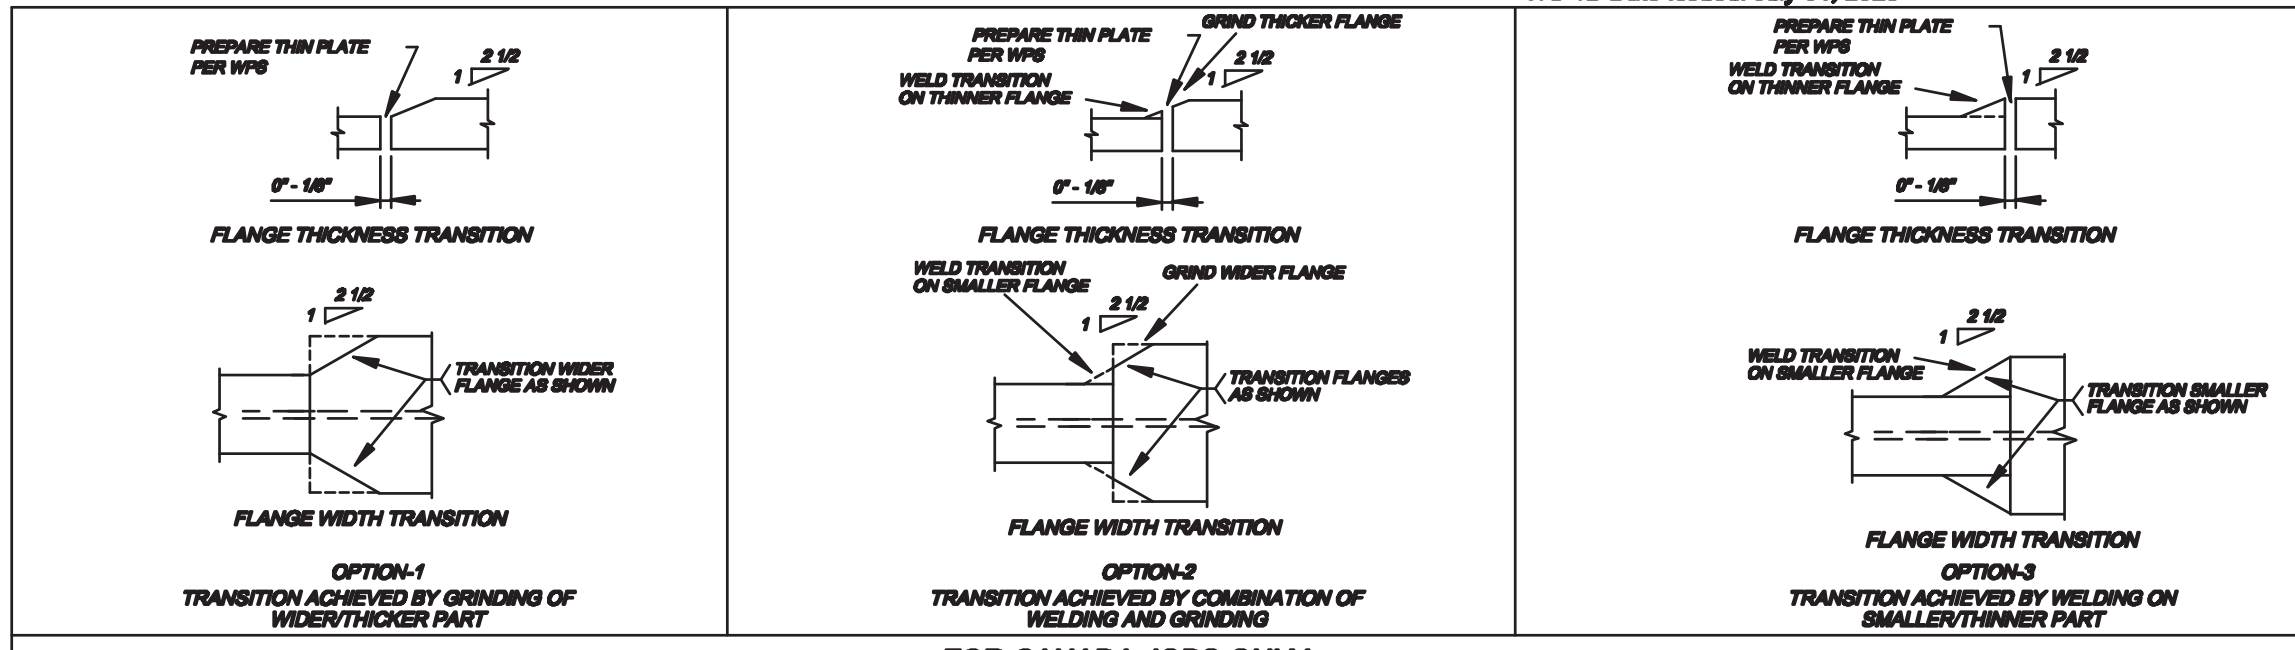 PREPARE THIN PLATE
PER WPS
1
2 1/2
0" - 1/8"
FLANGE THICKNESS TRANSITION
1
2 1/2
TRANSITION WIDER
FLANGE AS SHOWN
FLANGE WIDTH TRANSITION
OPTION-1
TRANSITION ACHIEVED BY GRINDING OF
WIDER/THICKER PART
GRIND THICKER FLANGE
PREPARE THIN PLATE
PER WPS
WELD TRANSITION
ON THINNER FLANGE
1
2 1/2
0" - 1/8"
FLANGE THICKNESS TRANSITION
WELD TRANSITION
ON SMALLER FLANGE
GRIND WIDER FLANGE
1
2 1/2
TRANSITION FLANGES
AS SHOWN
FLANGE WIDTH TRANSITION
OPTION-2
TRANSITION ACHIEVED BY COMBINATION OF
WELDING AND GRINDING
PREPARE THIN PLATE
PER WPS
WELD TRANSITION
ON THINNER FLANGE
1
2 1/2
0" - 1/8"
FLANGE THICKNESS TRANSITION
1
2 1/2
WELD TRANSITION
ON SMALLER FLANGE
TRANSITION SMALLER
FLANGE AS SHOWN
FLANGE WIDTH TRANSITION
OPTION-3
TRANSITION ACHIEVED BY WELDING ON
SMALLER/THINNER PART